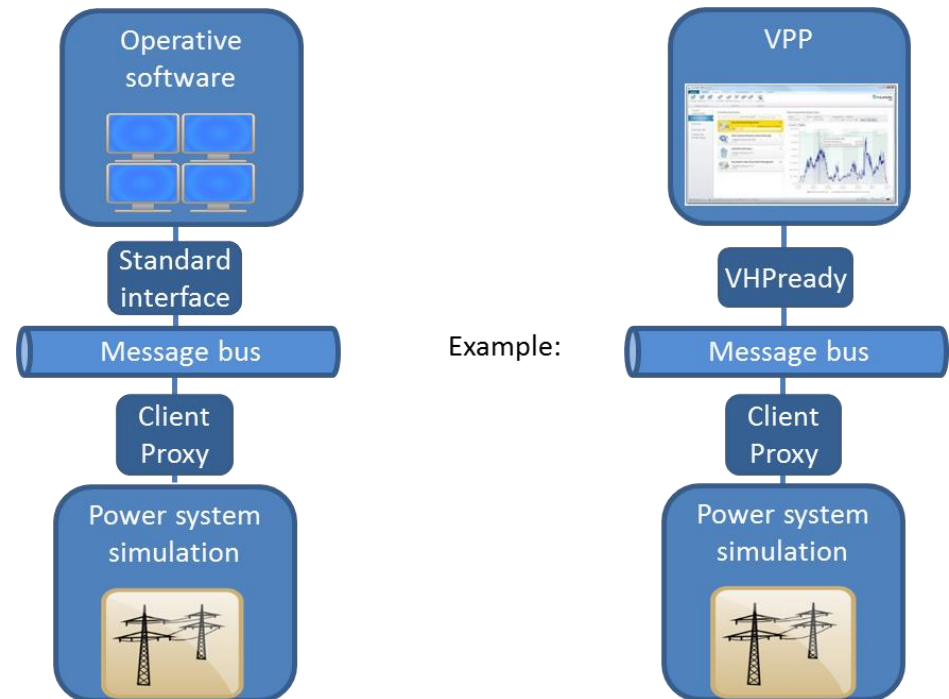 Operative
software
Standard
interface
Message bus
Client
Proxy
Power system
simulation
Example:
VPP
VHPready
Message bus
Client
Proxy
Power system
simulation